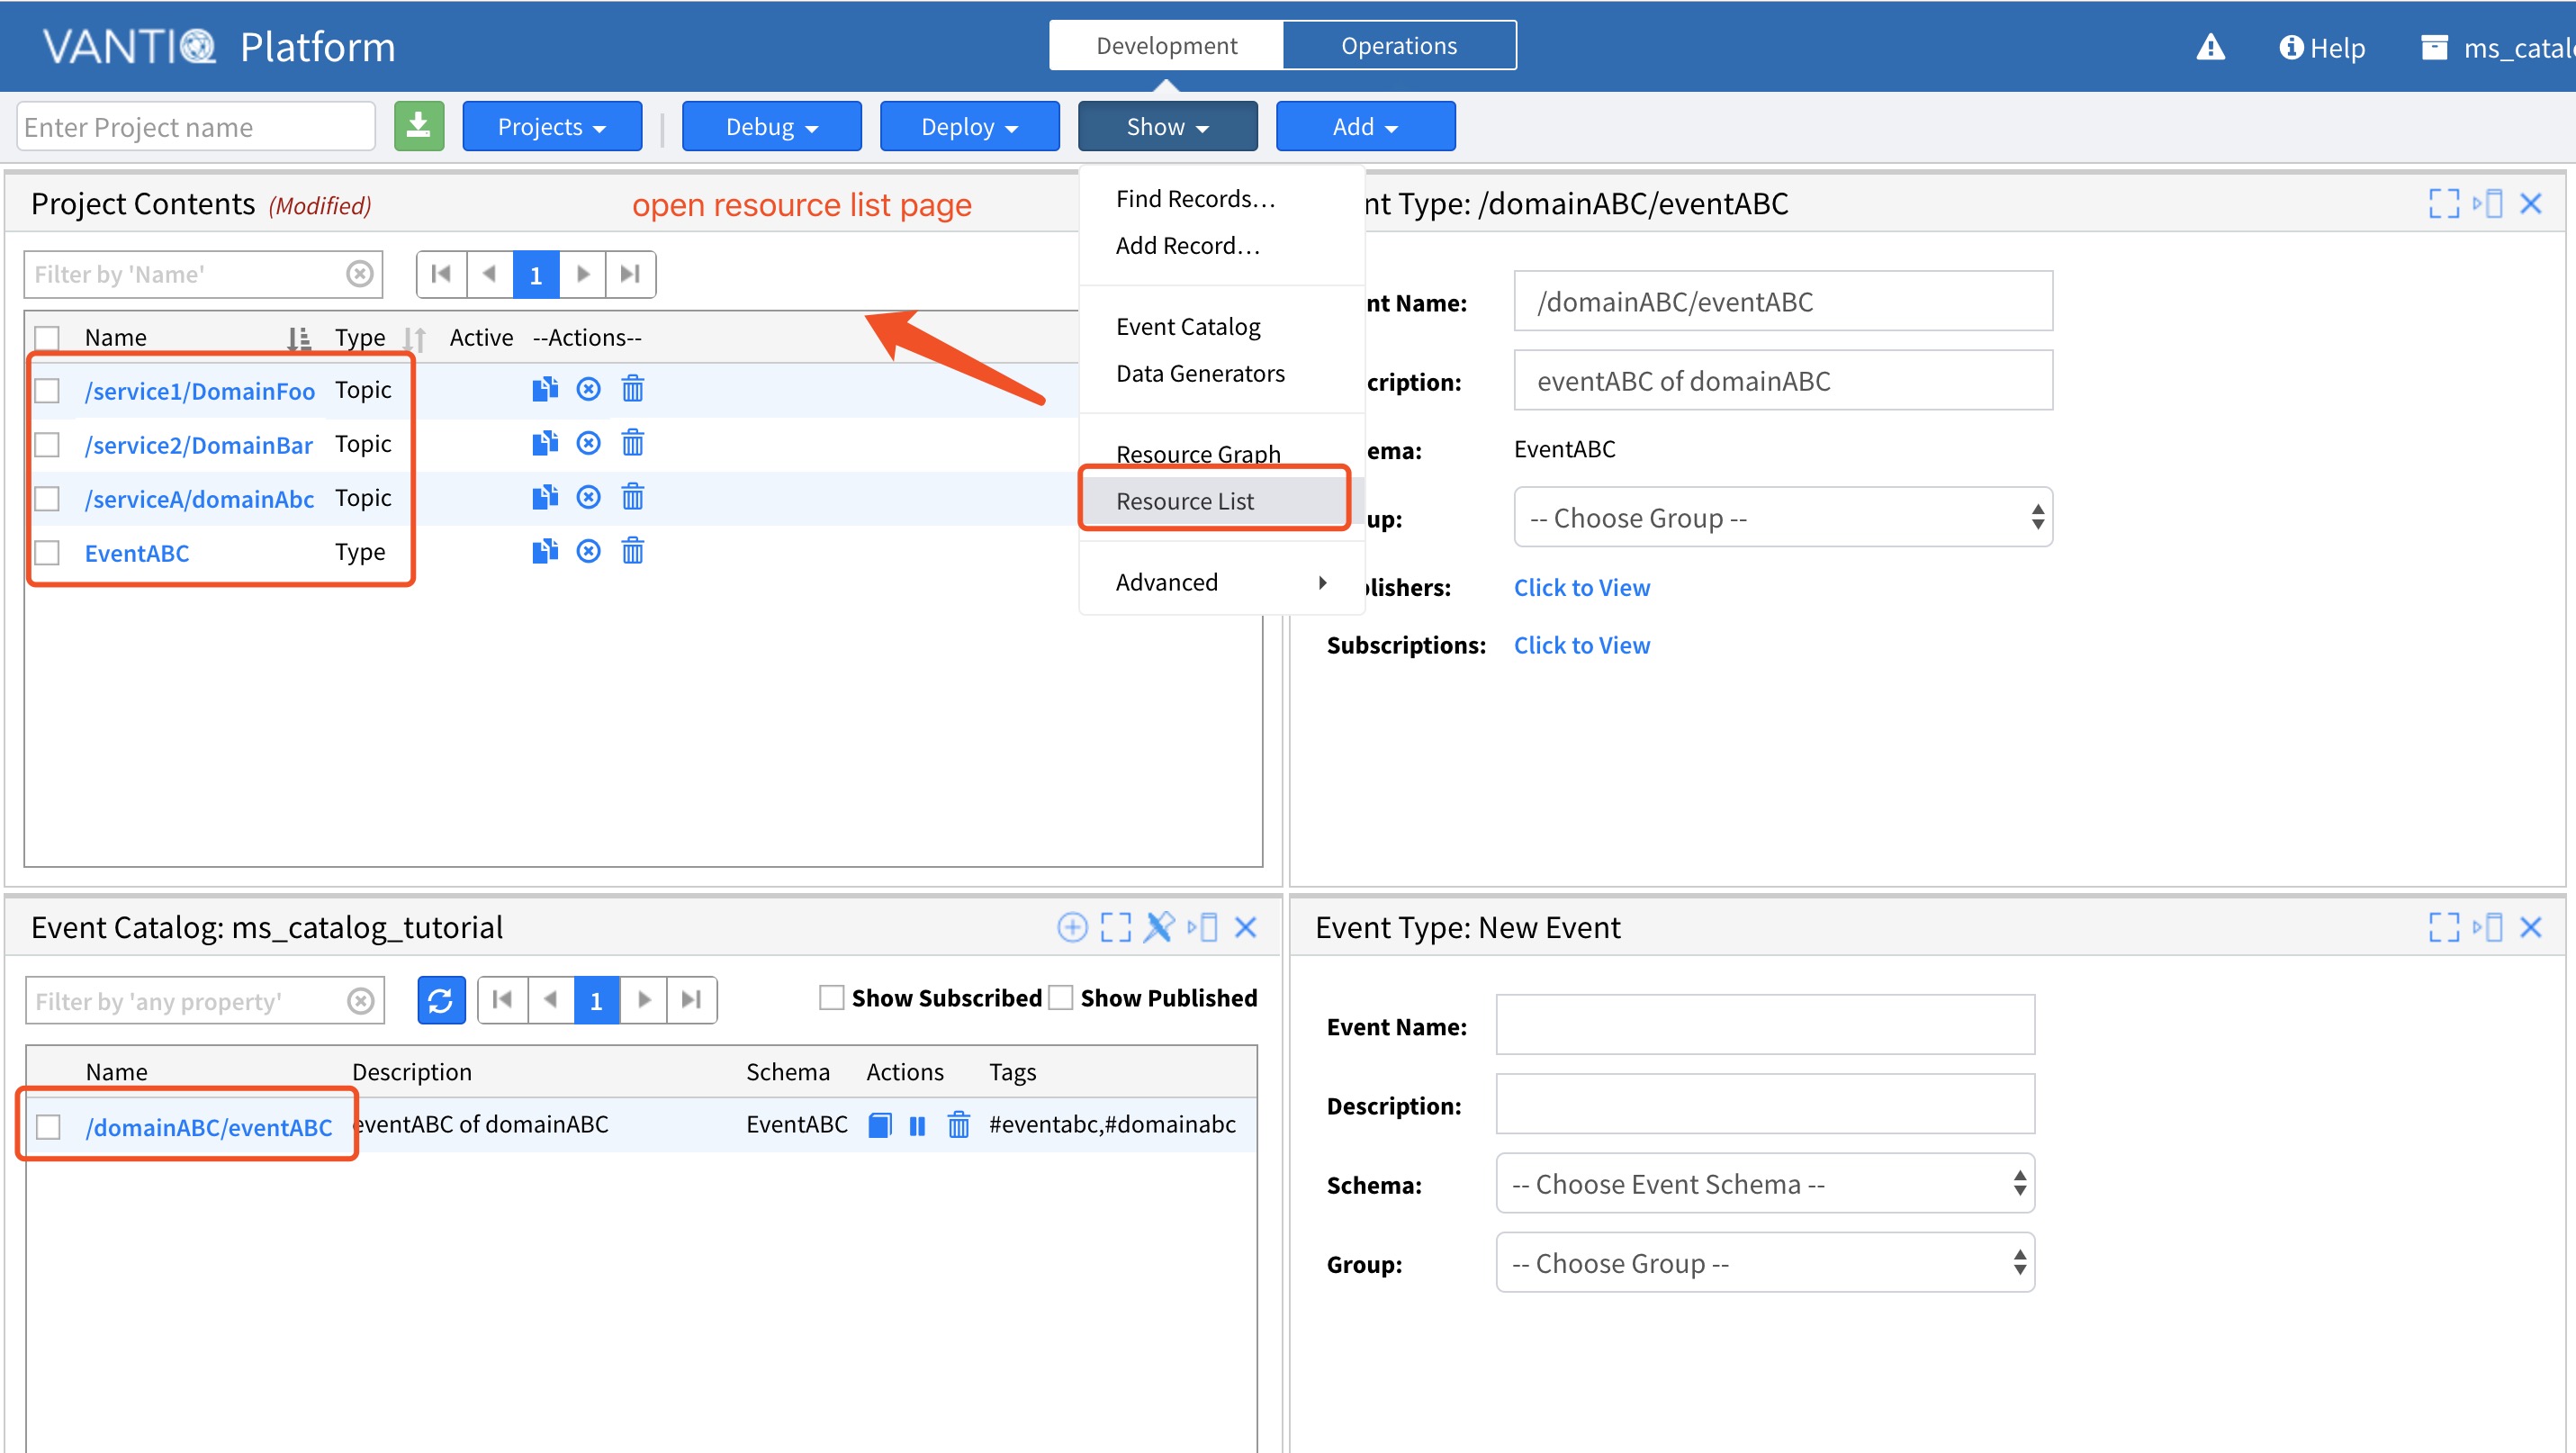 VANTIQ Platform
Development
Operations
Help
ms_catal
Enter Project name
Projects
Debug
Deploy
Show
Add
Project Contents (Modified)
open resource list page
Filter by 'Name'
1
Name Type Active --Actions--
/service1/DomainFoo Topic
/service2/DomainBar Topic
/serviceA/domainAbc Topic
EventABC Type
Find Records...
Add Record...
Event Catalog
Data Generators
Resource Graph
Resource List
Advanced
nt Type: /domainABC/eventABC
nt Name: /domainABC/eventABC
cription: eventABC of domainABC
ema: EventABC
up: -- Choose Group --
lishers: Click to View
Subscriptions: Click to View
Event Catalog: ms_catalog_tutorial
Filter by 'any property'
1
Show Subscribed
Show Published
Name Description Schema Actions Tags
/domainABC/eventABC eventABC of domainABC EventABC #eventabc,#domainabc
Event Type: New Event
Event Name:
Description:
Schema: -- Choose Event Schema --
Group: -- Choose Group --